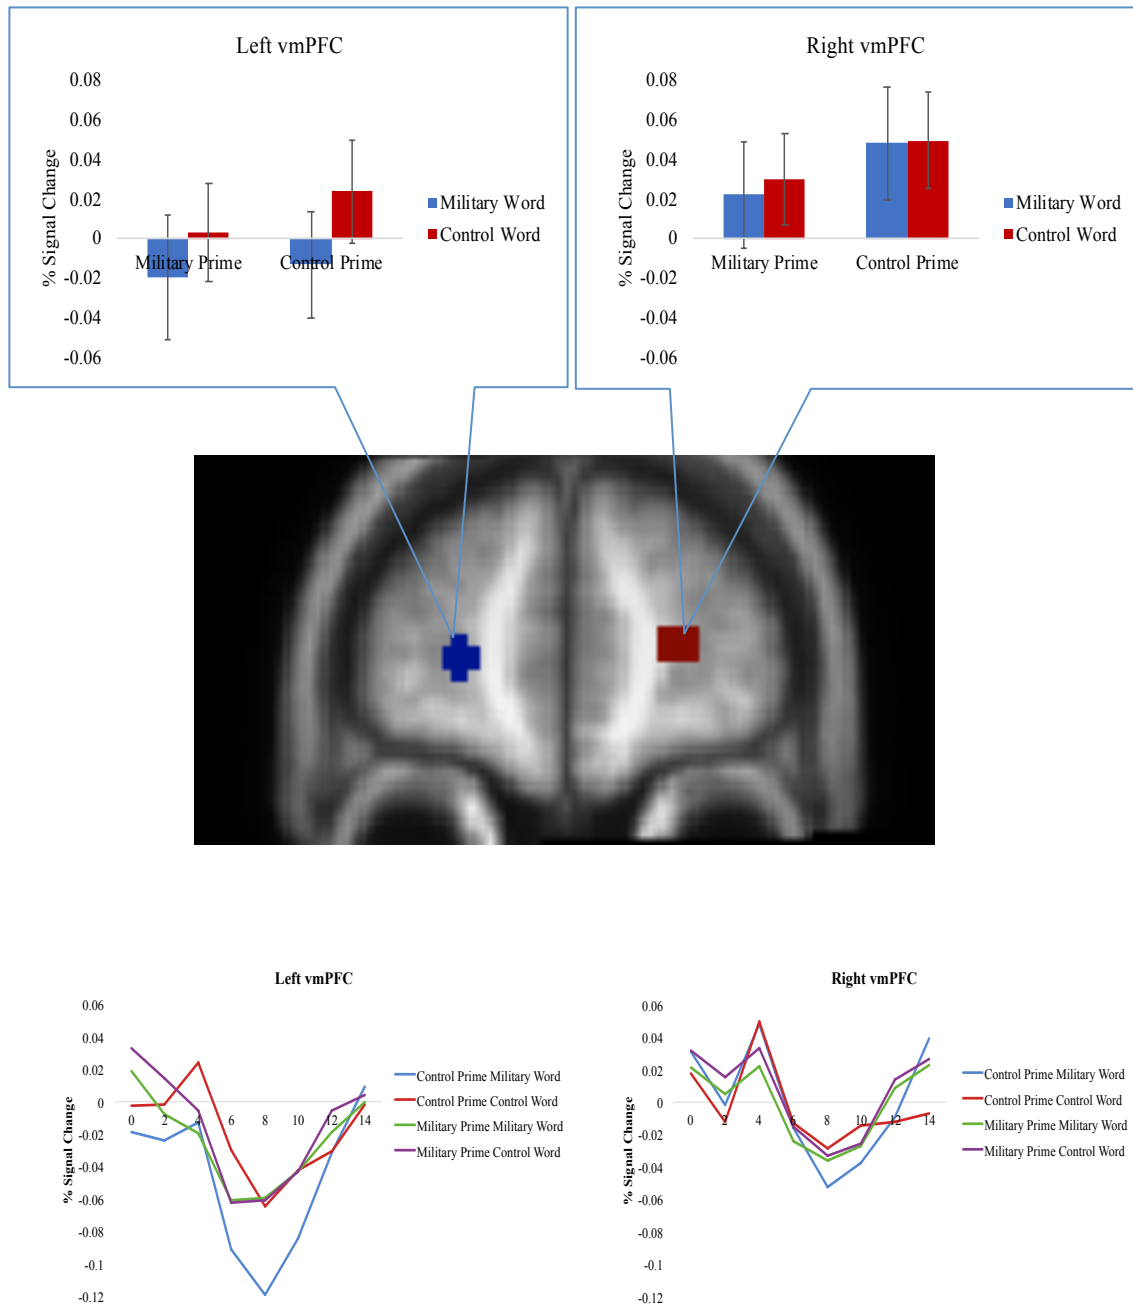 Left vmPFC
0.08
0.06
0.04
0.02
0
-0.02
-0.04
-0.06
% Signal Change
Military Prime
Control Prime
Military Word
Control Word
Right vmPFC
0.08
0.06
0.04
0.02
0
-0.02
-0.04
-0.06
% Signal Change
Military Prime
Control Prime
Military Word
Control Word
Left vmPFC
0.06
0.04
0.02
0
-0.02
-0.04
-0.06
-0.08
-0.1
-0.12
% Signal Change
0 2 4 6 8 10 12 14
Control Prime Military Word
Control Prime Control Word
Military Prime Military Word
Military Prime Control Word
Right vmPFC
0.06
0.04
0.02
0
-0.02
-0.04
-0.06
-0.08
-0.1
-0.12
% Signal Change
0 2 4 6 8 10 12 14
Control Prime Military Word
Control Prime Control Word
Military Prime Military Word
Military Prime Control Word